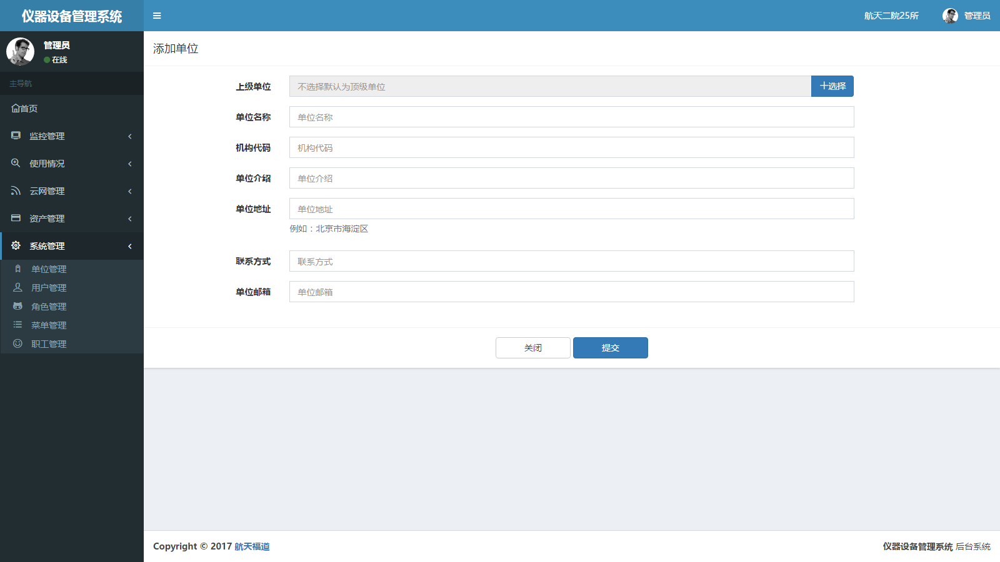 仪器设备管理系统
航天二院25所
管理员
管理员
在线
主导航
首页
监控管理
使用情况
云网管理
资产管理
系统管理
单位管理
用户管理
角色管理
菜单管理
职工管理
添加单位
上级单位
不选择默认为顶级单位
十选择
单位名称
单位名称
机构代码
机构代码
单位介绍
单位介绍
单位地址
单位地址
例如：北京市海淀区
联系方式
联系方式
单位邮箱
单位邮箱
关闭
提交
Copyright © 2017 航天福道
仪器设备管理系统 后台系统